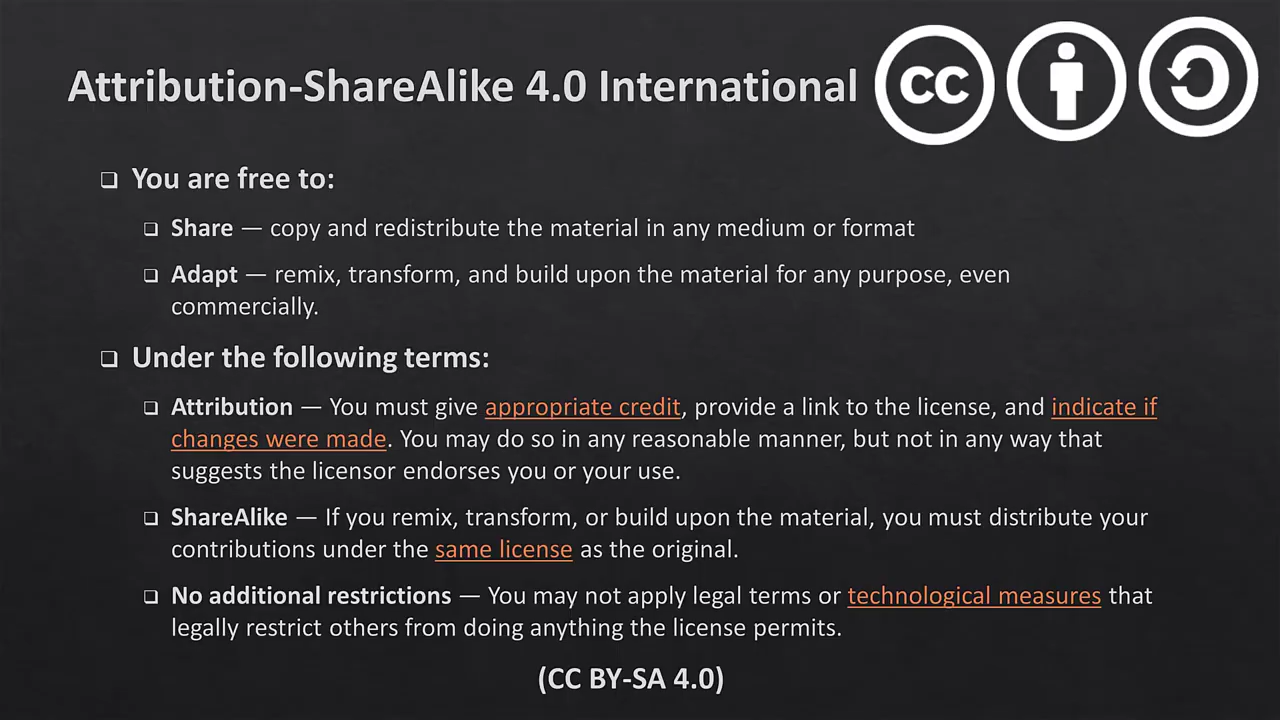 Attribution-ShareAlike 4.0 International
CC
You are free to:
Share — copy and redistribute the material in any medium or format
Adapt — remix, transform, and build upon the material for any purpose, even
commercially.
Under the following terms:
Attribution — You must give appropriate credit, provide a link to the license, and indicate if
changes were made. You may do so in any reasonable manner, but not in any way that
suggests the licensor endorses you or your use.
ShareAlike — If you remix, transform, or build upon the material, you must distribute your
contributions under the same license as the original.
No additional restrictions — You may not apply legal terms or technological measures that
legally restrict others from doing anything the license permits.
(CC BY-SA 4.0)